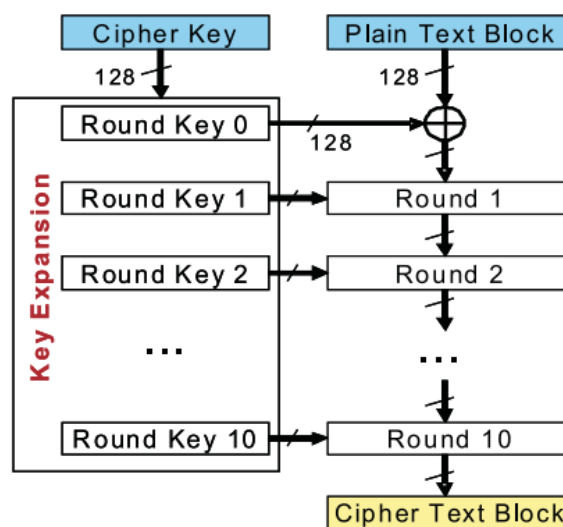 Cipher Key
Plain Text Block
128
128
Round Key 0
128
Round Key 1
Round 1
Round Key 2
Round 2
Key Expansion
...
...
Round Key 10
Round 10
Cipher Text Block